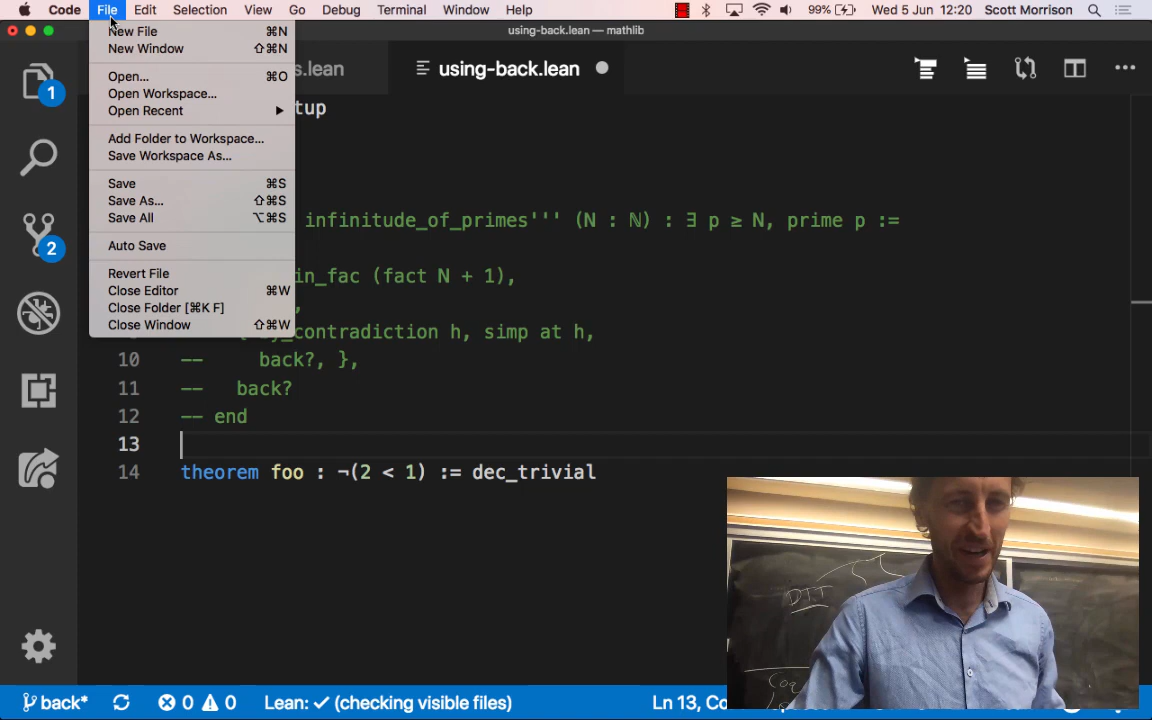 Code File Edit Selection View Go Debug Terminal Window Help 99% Wed 5 Jun 12:20 Scott Morrison
using-back.lean — mathlib
New File ⌘N
New Window ⇧⌘N
Open... ⌘O
Open Workspace...
Open Recent
Add Folder to Workspace...
Save Workspace As...
Save ⌘S
Save As... ⇧⌘S
Save All ⌥⌘S
Auto Save
Revert File
Close Editor ⌘W
Close Folder [⌘K F]
Close Window ⇧⌘W
1
2
s.lean
using-back.lean
tup
infinitude_of_primes''' (N : ℕ) : ∃ p ≥ N, prime p :=
in_fac (fact N + 1),
,
y_contradiction h, simp at h,
10 -- back?, },
11 -- back?
12 -- end
13
14 theorem foo : ¬(2 < 1) := dec_trivial
DTT
Coq
back* 0 0 Lean: ✓ (checking visible files) Ln 13, Co